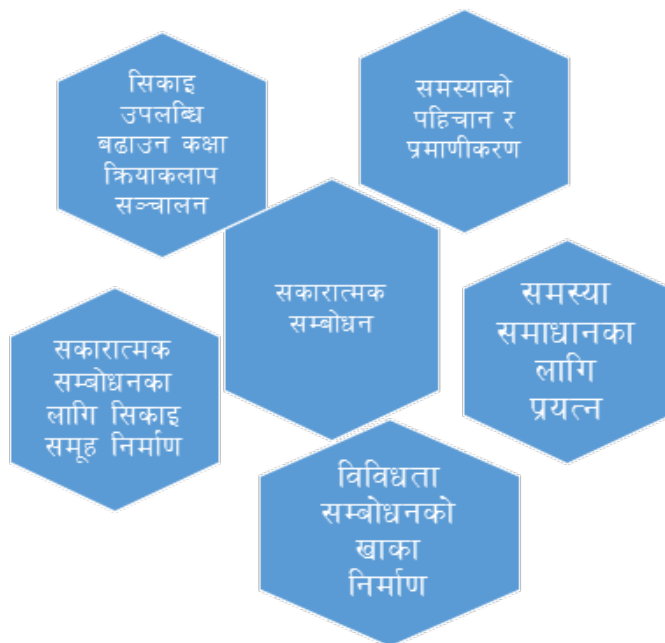 सिकाइ
उपलब्धि
बढाउन कक्षा
क्रियाकलाप
सञ्चालन
समस्याको
पहिचान र
प्रमाणीकरण
सकारात्मक
सम्बोधन
समस्या
समाधानका
लागि
प्रयत्न
सकारात्मक
सम्बोधनका
लागि सिकाइ
समूह निर्माण
विविधता
सम्बोधनको
खाका
निर्माण